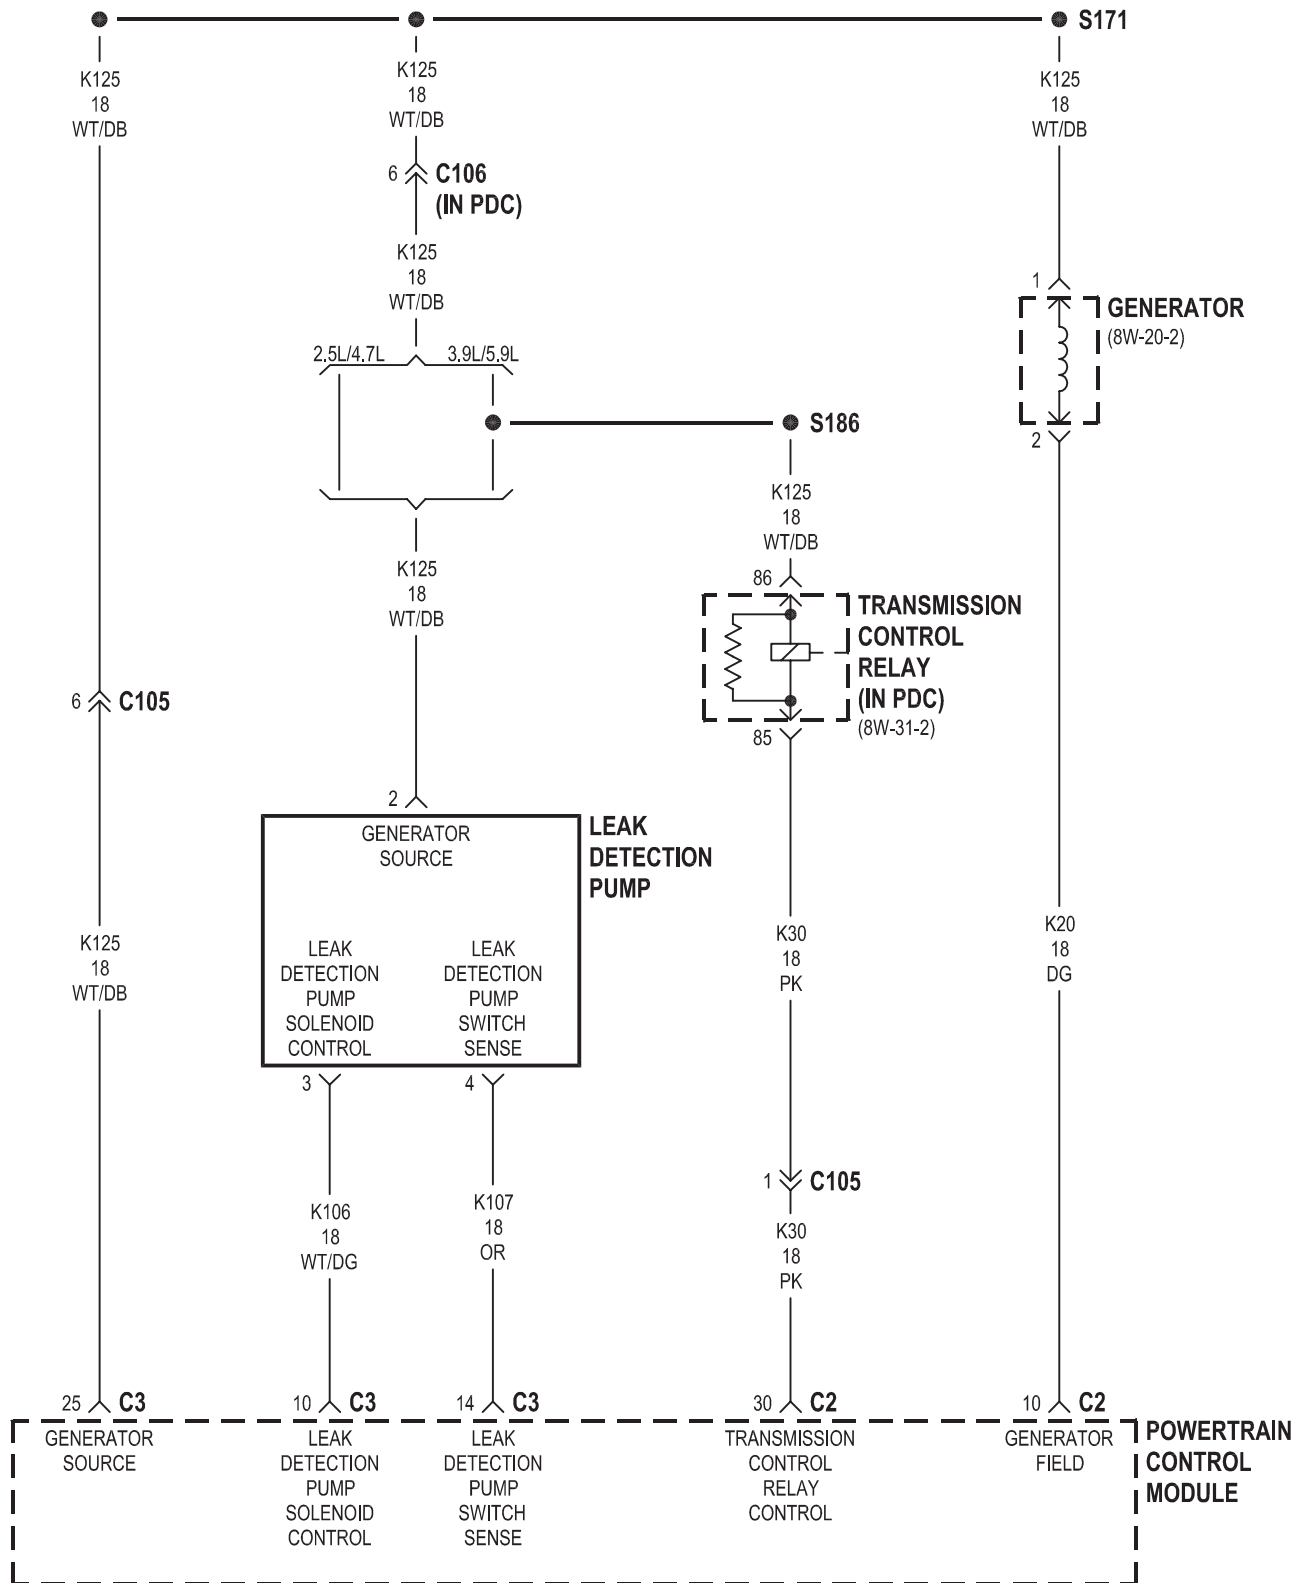 S171
K125
18
WT/DB
K125
18
WT/DB
K125
18
WT/DB
6
C106
(IN PDC)
K125
18
WT/DB
1
GENERATOR
(8W-20-2)
2
2.5L/4.7L
3.9L/5.9L
S186
K125
18
WT/DB
K125
18
WT/DB
86
TRANSMISSION
CONTROL
RELAY
(IN PDC)
(8W-31-2)
85
6
C105
2
GENERATOR
SOURCE
LEAK
DETECTION
PUMP
LEAK
DETECTION
PUMP
SOLENOID
CONTROL
LEAK
DETECTION
PUMP
SWITCH
SENSE
K125
18
WT/DB
K30
18
PK
K20
18
DG
3
4
K106
18
WT/DG
K107
18
OR
1
C105
K30
18
PK
25
C3
10
C3
14
C3
30
C2
10
C2
GENERATOR
SOURCE
LEAK
DETECTION
PUMP
SOLENOID
CONTROL
LEAK
DETECTION
PUMP
SWITCH
SENSE
TRANSMISSION
CONTROL
RELAY
CONTROL
GENERATOR
FIELD
POWERTRAIN
CONTROL
MODULE